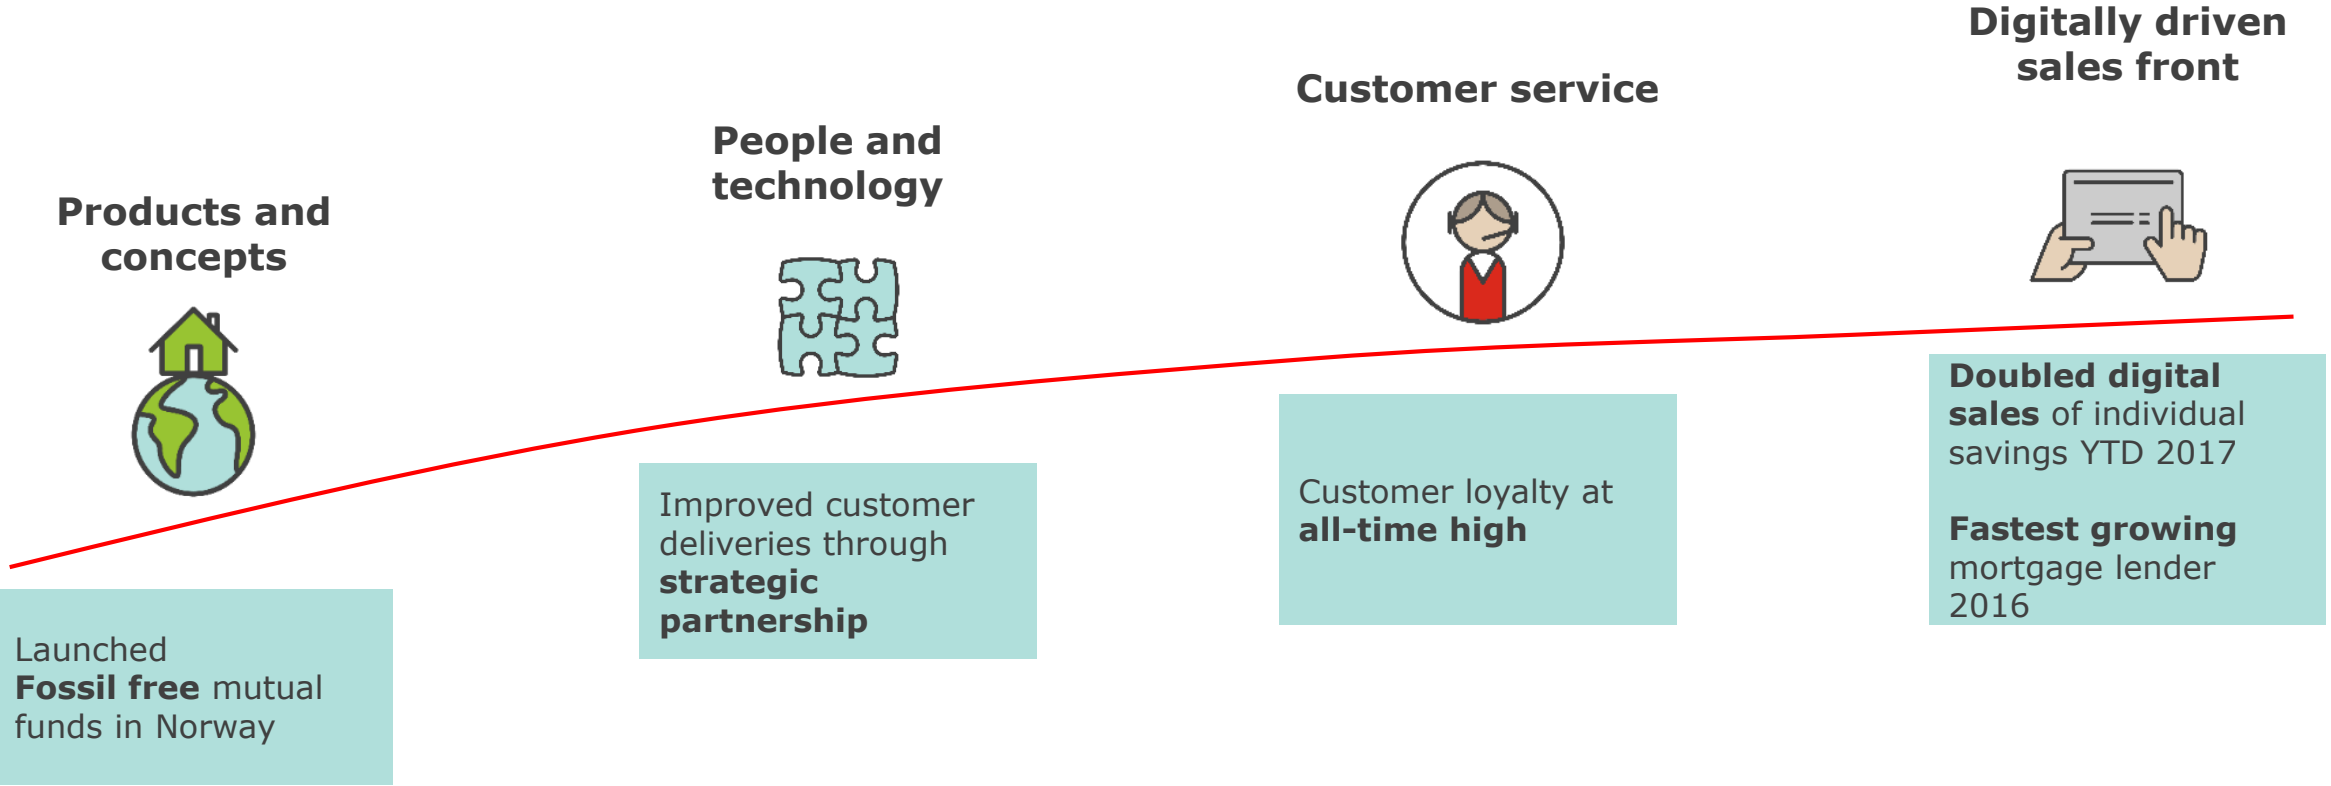 Products and
concepts
Launched
Fossil free mutual
funds in Norway
People and
technology
Improved customer
deliveries through
strategic
partnership
Customer service
Customer loyalty at
all-time high
Digitally driven
sales front
Doubled digital
sales of individual
savings YTD 2017
Fastest growing
mortgage lender
2016